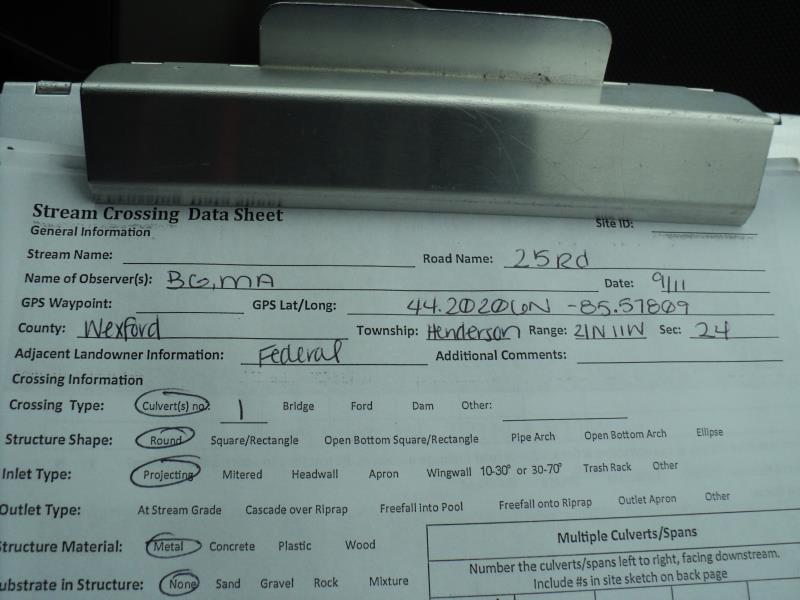 Stream Crossing Data Sheet
General Information Site ID:
Stream Name: Road Name: 25 Rd
Name of Observer(s): BG, MA Date: 9/11
GPS Waypoint: GPS Lat/Long: 44.20206N -85.57809
County: Wexford Township: Henderson Range: 21N 11W Sec: 24
Adjacent Landowner Information: Federal Additional Comments:
Crossing Information
Crossing Type: Culvert(s) no: 1 Bridge Ford Dam Other:
Structure Shape: Round Square/Rectangle Open Bottom Square/Rectangle Pipe Arch Open Bottom Arch Ellipse
Inlet Type: Projecting Mitered Headwall Apron Wingwall 10-30° or 30-70° Trash Rack Other
Outlet Type: At Stream Grade Cascade over Riprap Freefall into Pool Freefall onto Riprap Outlet Apron Other
Structure Material: Metal Concrete Plastic Wood
Multiple Culverts/Spans
Number the culverts/spans left to right, facing downstream.
Include #s in site sketch on back page
ubstrate in Structure: None Sand Gravel Rock Mixture